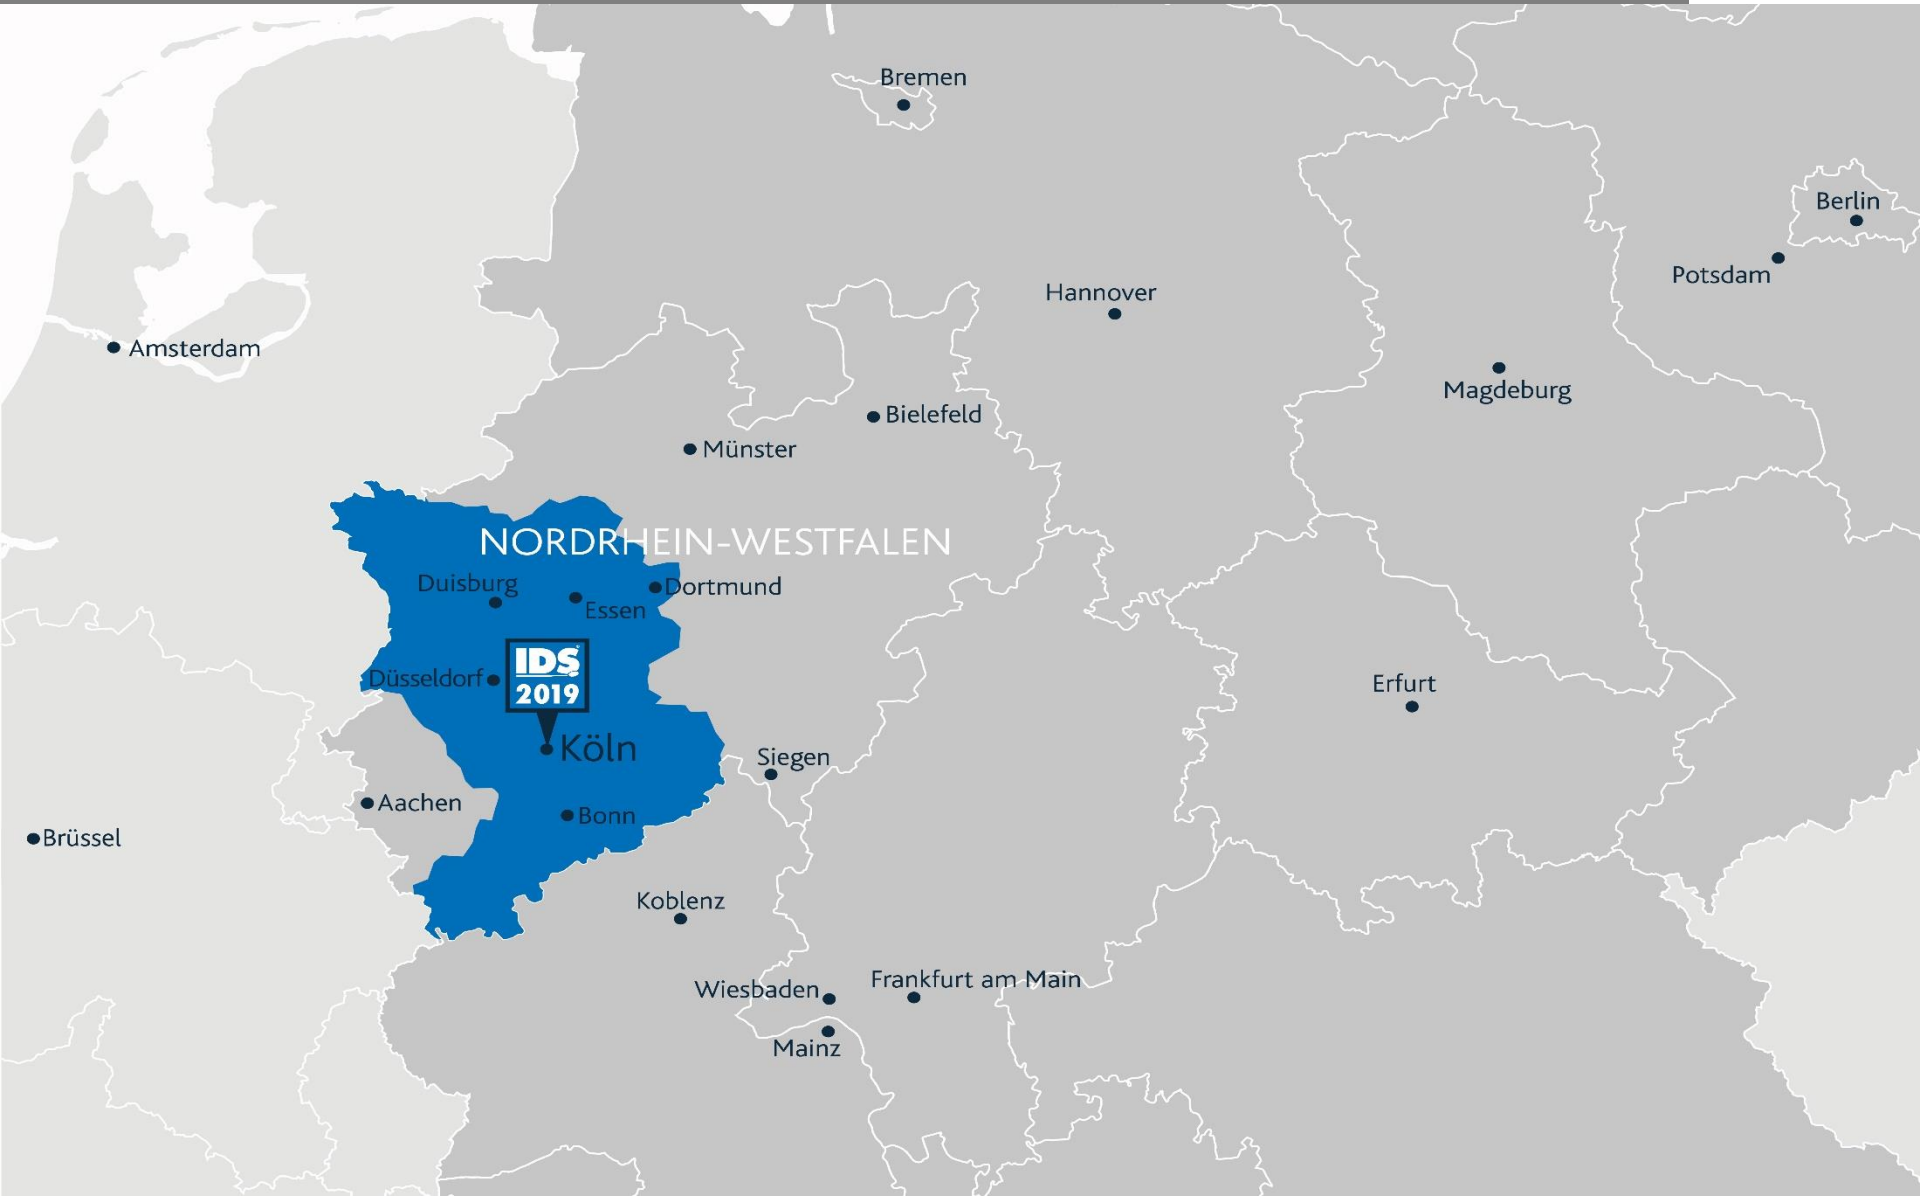 Bremen
Berlin
Potsdam
Hannover
Amsterdam
Magdeburg
Bielefeld
Münster
NORDRHEIN-WESTFALEN
Duisburg
Dortmund
Essen
IDS
2019
Düsseldorf
Erfurt
Köln
Siegen
Aachen
Bonn
Brüssel
Koblenz
Wiesbaden
Frankfurt am Main
Mainz